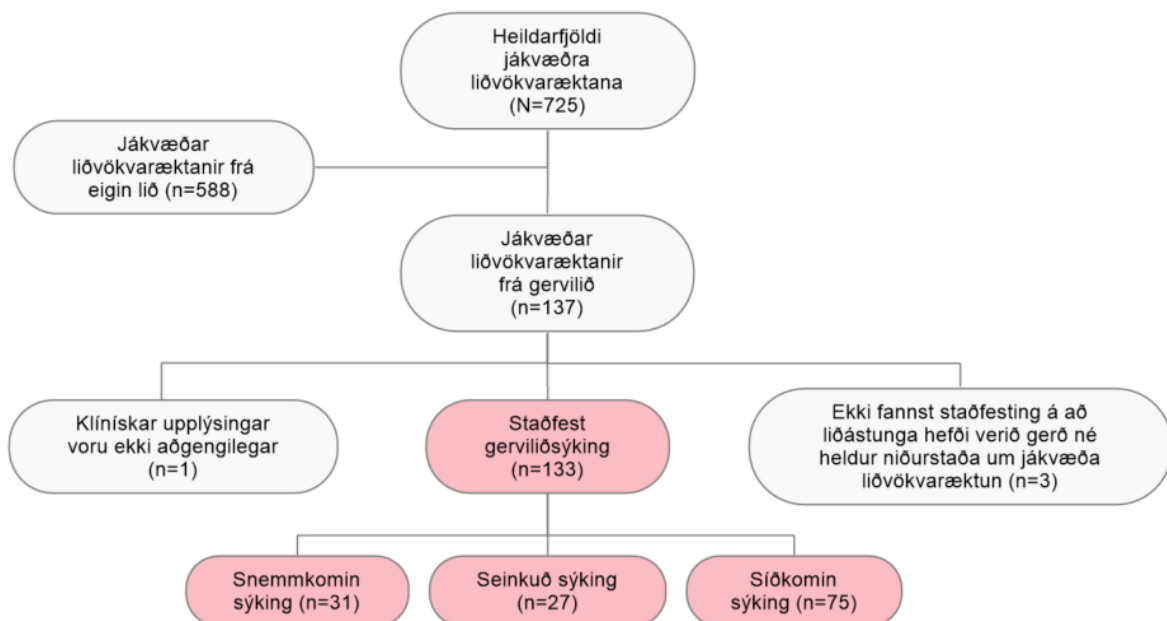 Heildarfjöldi
jákvæðra
liðvökvaræktana
(N=725)
Jákvæðar
liðvökvaræktanir frá
eigin lið (n=588)
Jákvæðar
liðvökvaræktanir
frá gervilið
(n=137)
Klínískar upplýsingar
voru ekki aðgengilegar
(n=1)
Staðfest
gerviliðsýking
(n=133)
Ekki fannst staðfesting á að
liðástunga hefði verið gerð né
heldur niðurstaða um jákvæða
liðvökvaræktun (n=3)
Snemmkomin
sýking (n=31)
Seinkuð sýking
(n=27)
Síðkomin
sýking (n=75)